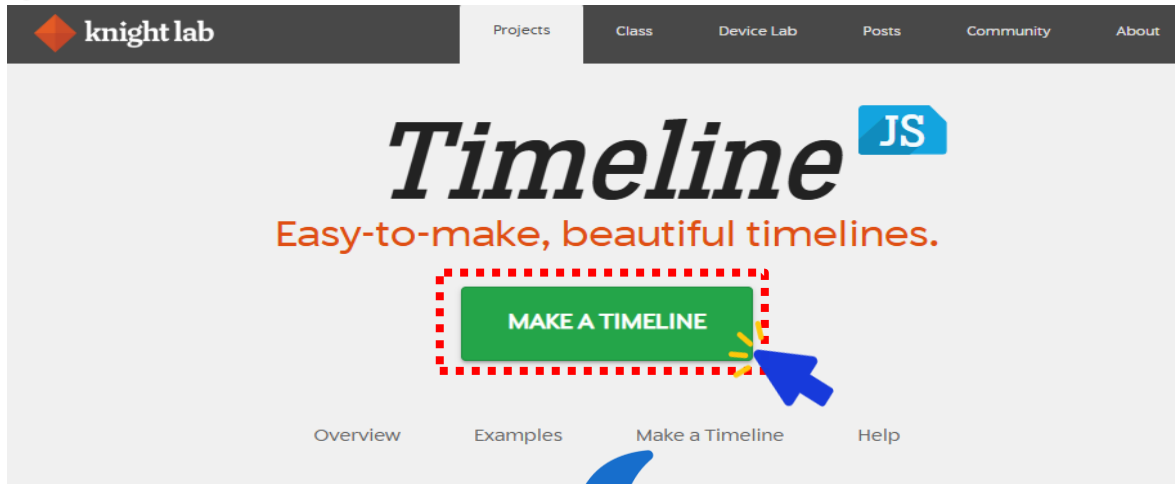 knight lab
Projects Class Device Lab Posts Community About
Timeline JS
Easy-to-make, beautiful timelines.
MAKE A TIMELINE
Overview Examples Make a Timeline Help